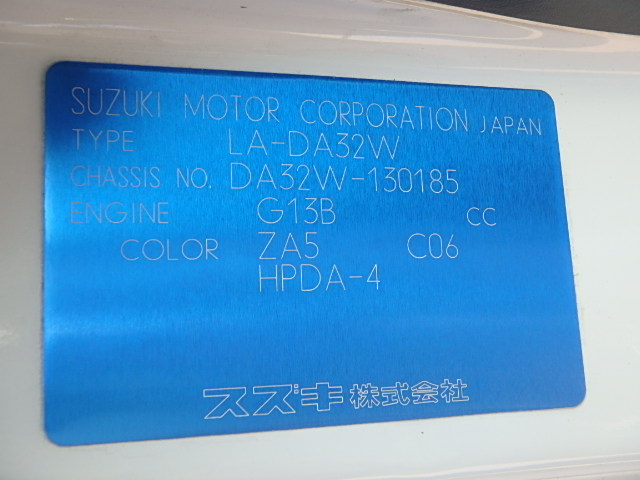 SUZUKI MOTOR CORPORATION JAPAN
TYPE LA-DA32W
CHASSIS NO. DA32W-130185
ENGINE G13B CC
COLOR ZA5 C06
HPDA-4
スズキ株式会社